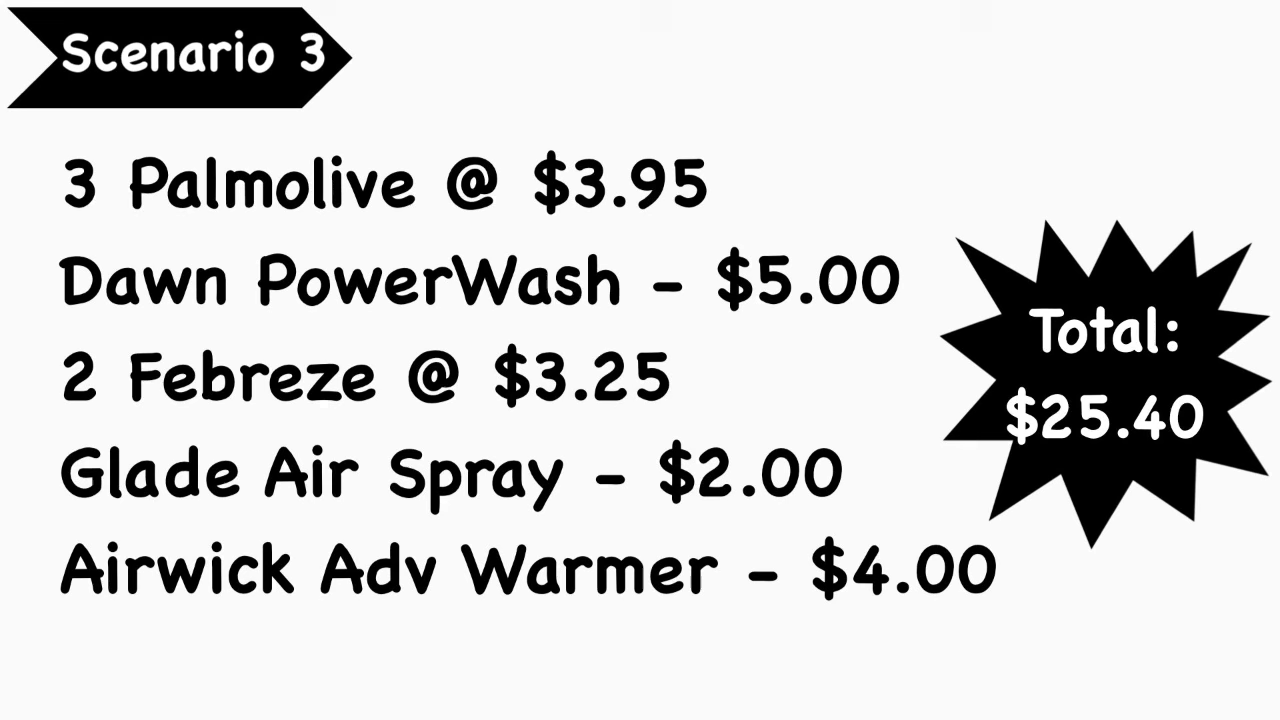 Scenario 3
3 Palmolive @ $3.95
Dawn PowerWash - $5.00
2 Febreze @ $3.25
Glade Air Spray - $2.00
Airwick Adv Warmer - $4.00
Total:
$25.40